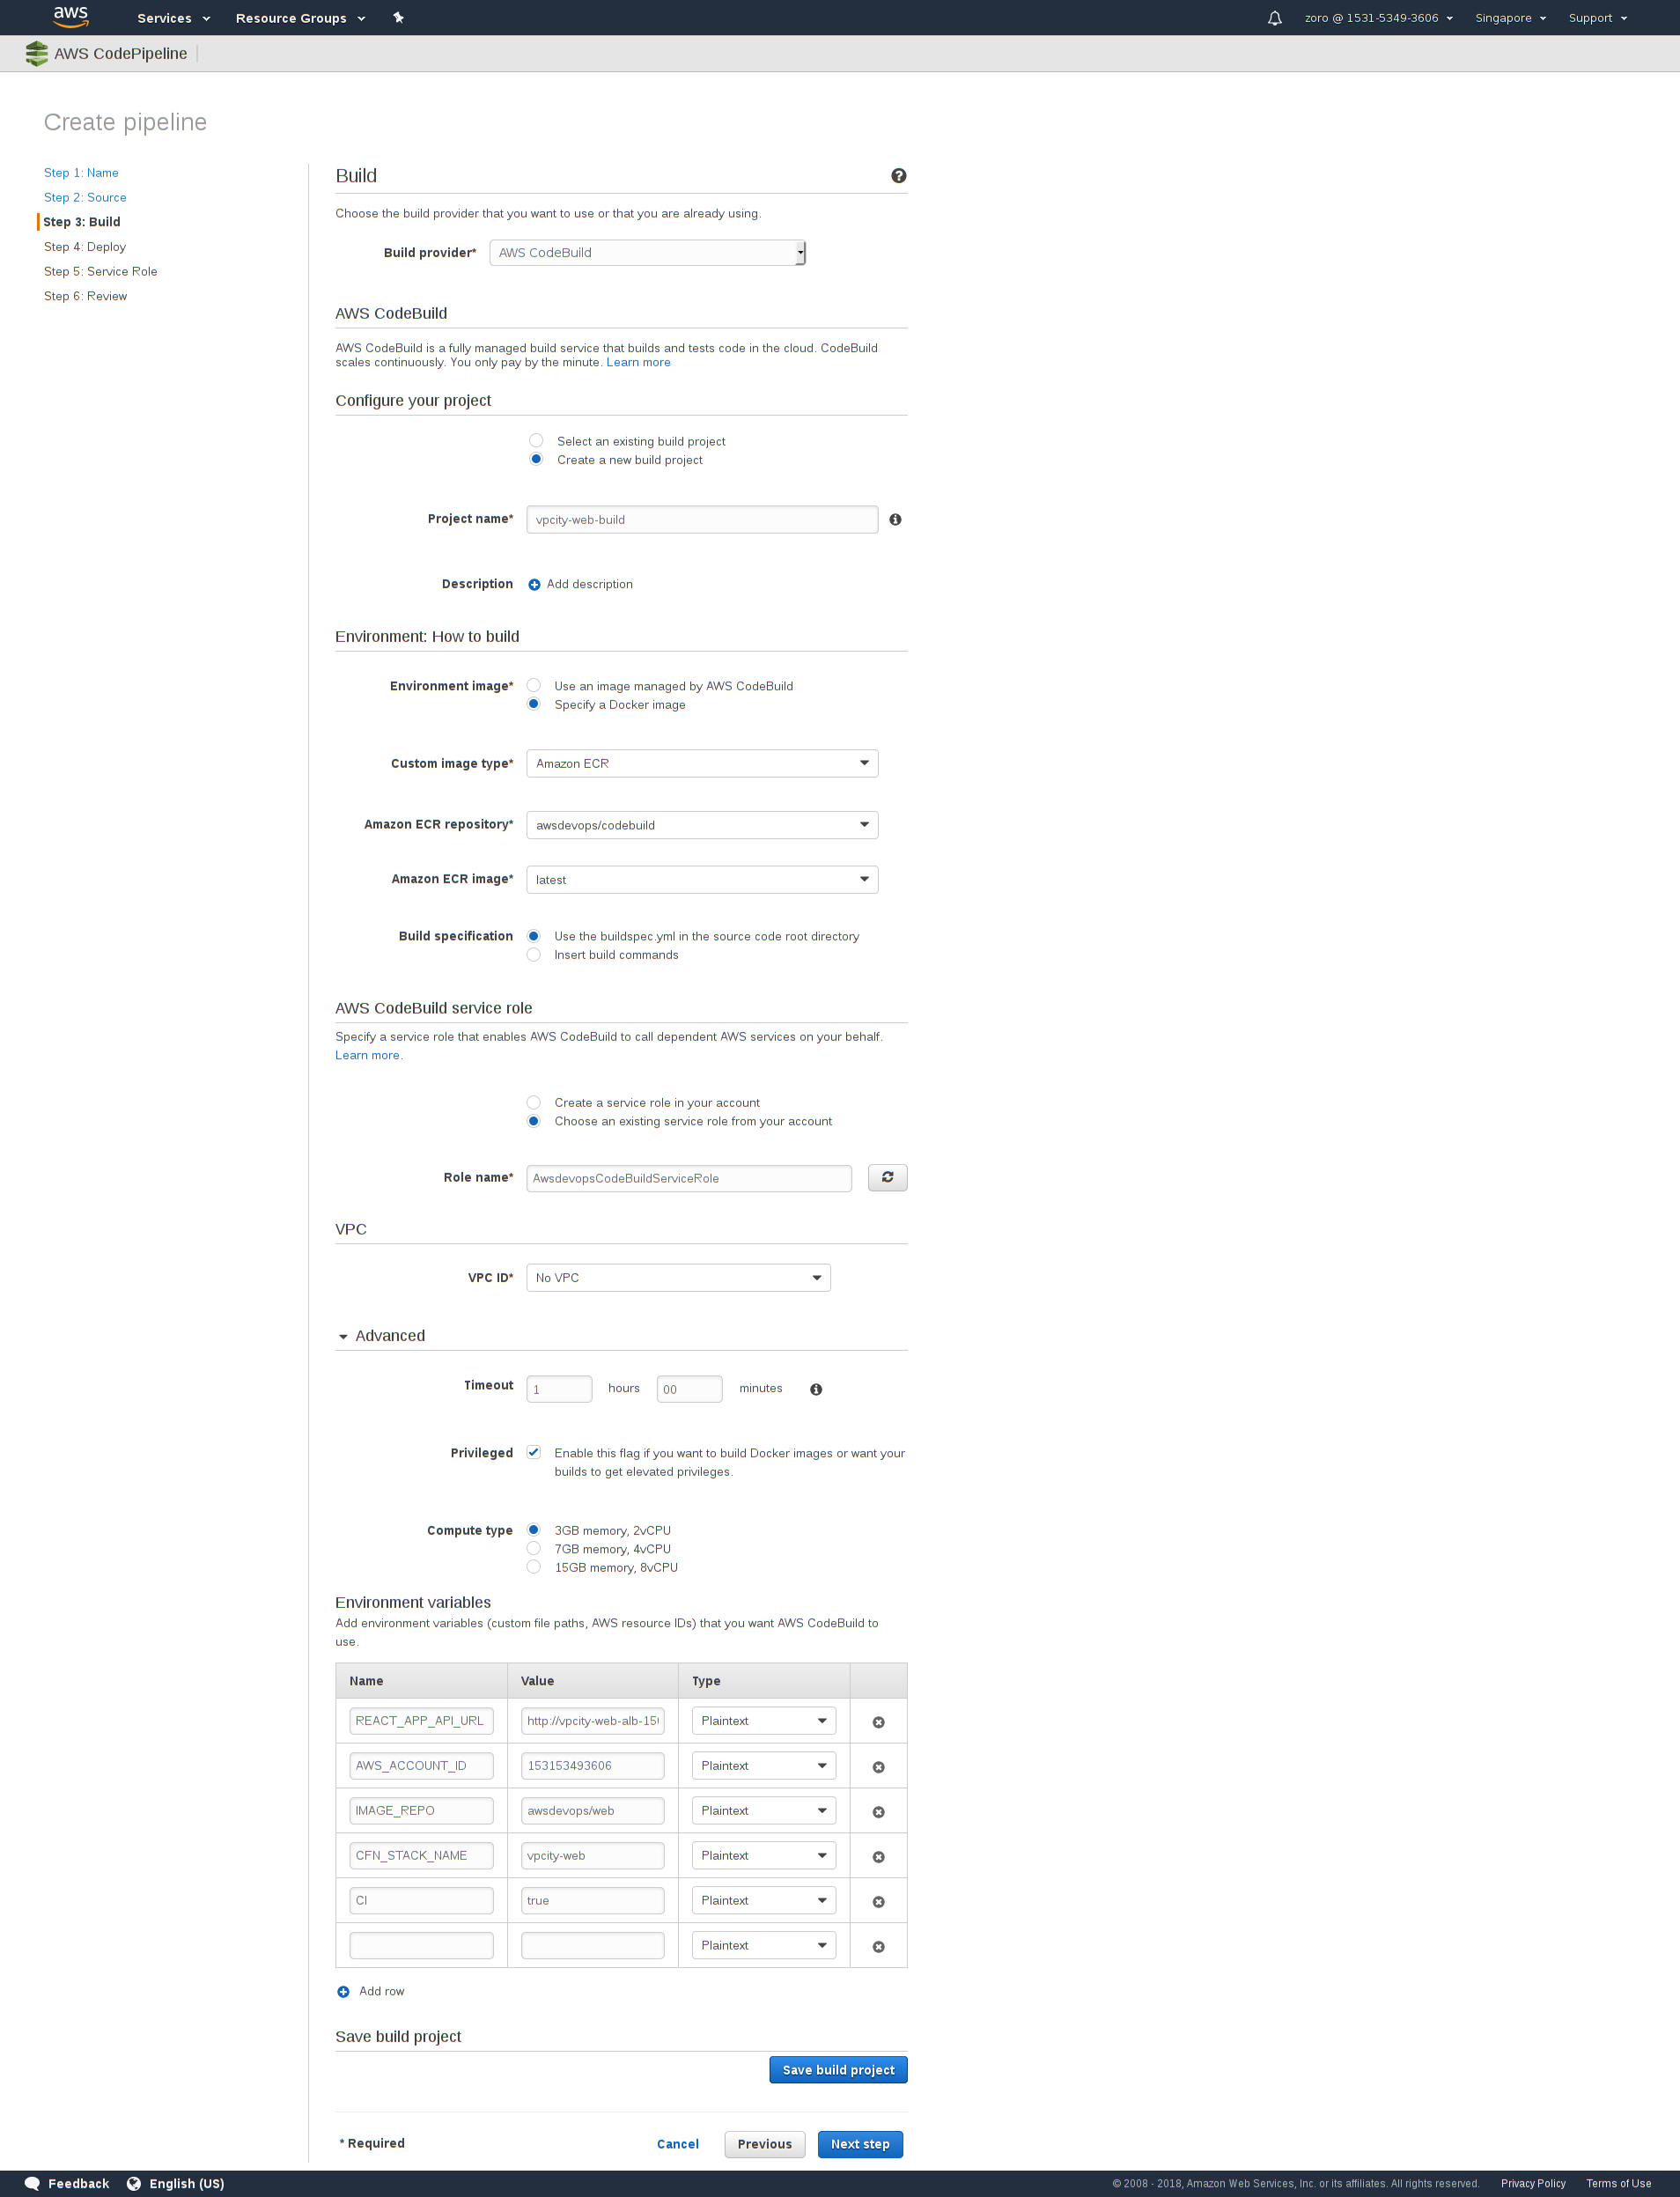 aws Services Resource Groups zoro @ 1531-5349-3606 Singapore Support
AWS CodePipeline
Create pipeline
Step 1: Name
Step 2: Source
Step 3: Build
Step 4: Deploy
Step 5: Service Role
Step 6: Review
Build
Choose the build provider that you want to use or that you are already using.
Build provider* AWS CodeBuild
AWS CodeBuild
AWS CodeBuild is a fully managed build service that builds and tests code in the cloud. CodeBuild
scales continuously. You only pay by the minute. Learn more
Configure your project
Select an existing build project
Create a new build project
Project name* vpcity-web-build
Description Add description
Environment: How to build
Environment image* Use an image managed by AWS CodeBuild
Specify a Docker image
Custom image type* Amazon ECR
Amazon ECR repository* awsdevops/codebuild
Amazon ECR image* latest
Build specification Use the buildspec.yml in the source code root directory
Insert build commands
AWS CodeBuild service role
Specify a service role that enables AWS CodeBuild to call dependent AWS services on your behalf.
Learn more.
Create a service role in your account
Choose an existing service role from your account
Role name* AwsdevopsCodeBuildServiceRole
VPC
VPC ID* No VPC
Advanced
Timeout 1 hours 00 minutes
Privileged Enable this flag if you want to build Docker images or want your
builds to get elevated privileges.
Compute type 3GB memory, 2vCPU
7GB memory, 4vCPU
15GB memory, 8vCPU
Environment variables
Add environment variables (custom file paths, AWS resource IDs) that you want AWS CodeBuild to
use.
Name Value Type
REACT_APP_API_URL http://vpcity-web-alb-15 Plaintext
AWS_ACCOUNT_ID 153153493606 Plaintext
IMAGE_REPO awsdevops/web Plaintext
CFN_STACK_NAME vpcity-web Plaintext
CI true Plaintext
Plaintext
Add row
Save build project
Save build project
* Required Cancel Previous Next step
Feedback English (US) © 2008 - 2018, Amazon Web Services, Inc. or its affiliates. All rights reserved. Privacy Policy Terms of Use